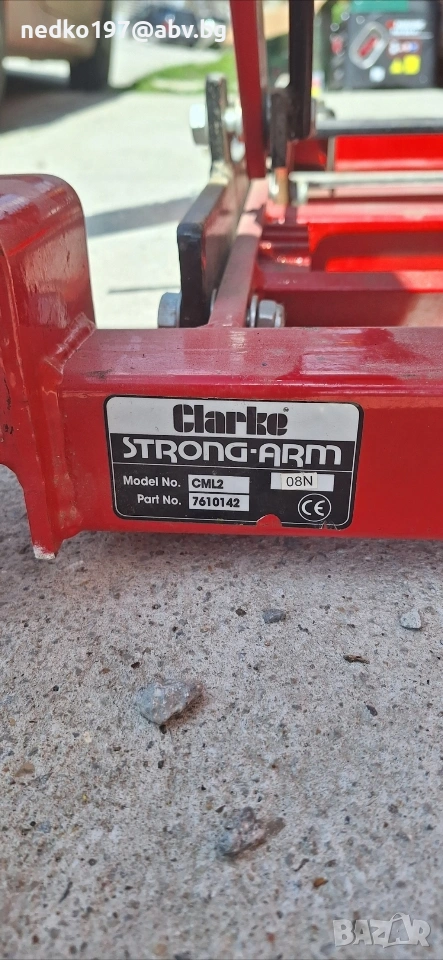 nedko197@abv.bg
Clarke®
STRONG-ARM
Model No. CML2 08N
Part No. 7610142 CE
BAZAR